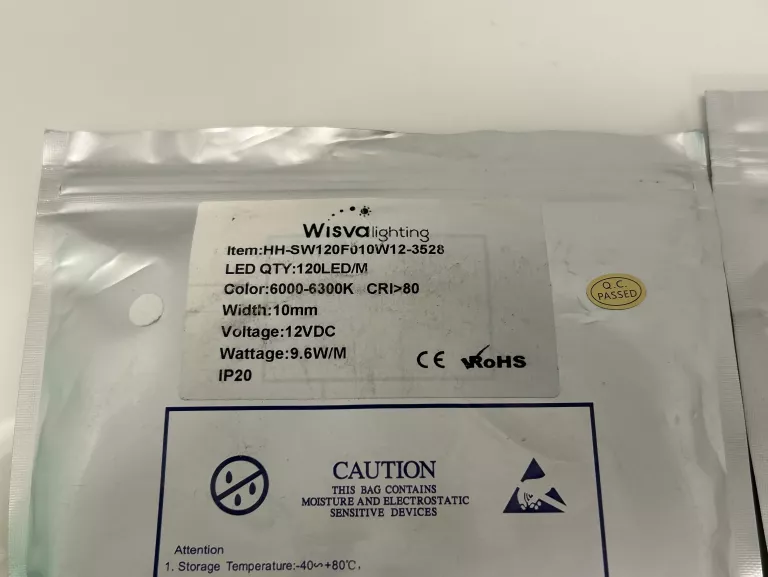 Wisvalighting
Item:HH-SW120F010W12-3528
LED QTY:120LED/M
Color:6000-6300K CRI>80
Width:10mm
Voltage:12VDC
Wattage:9.6W/M
IP20
CE RoHS
Q.C.
PASSED
CAUTION
THIS BAG CONTAINS
MOISTURE AND ELECTROSTATIC
SENSITIVE DEVICES
Attention
1. Storage Temperature:-40~+80℃,